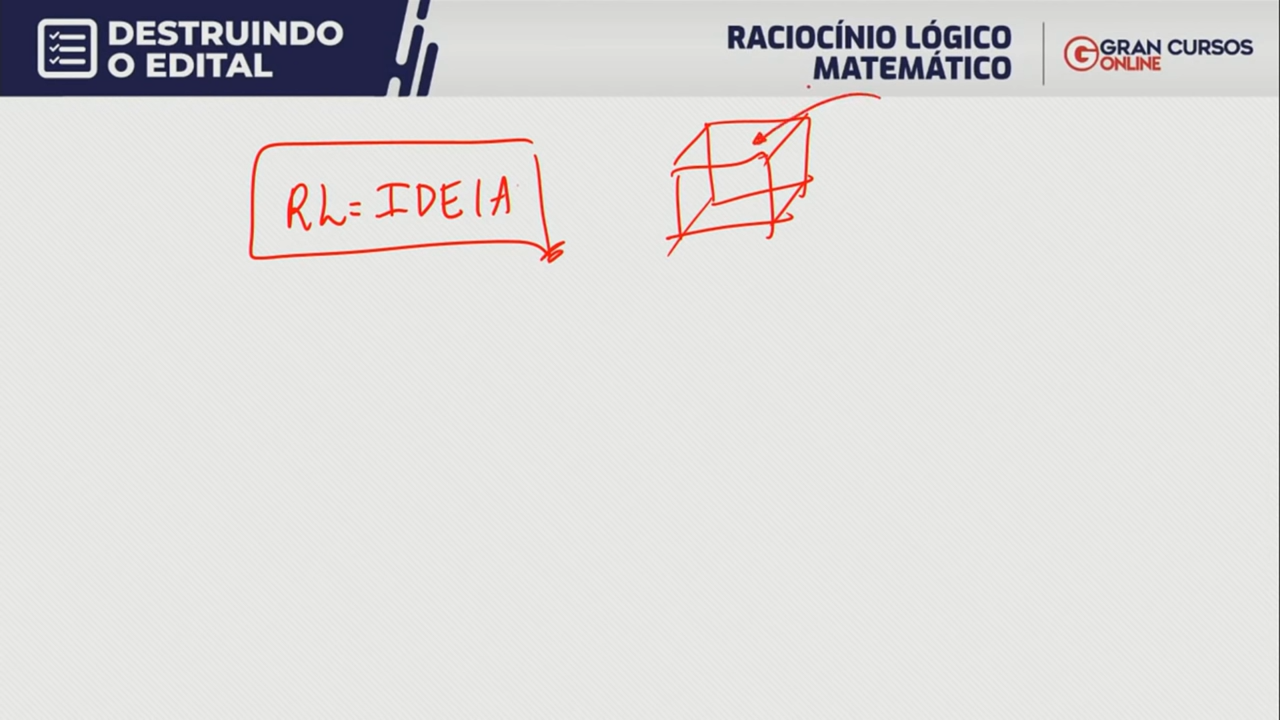 DESTRUINDO
O EDITAL
RACIOCÍNIO LÓGICO
MATEMÁTICO
GRAN CURSOS
ONLINE
RL=IDEIA